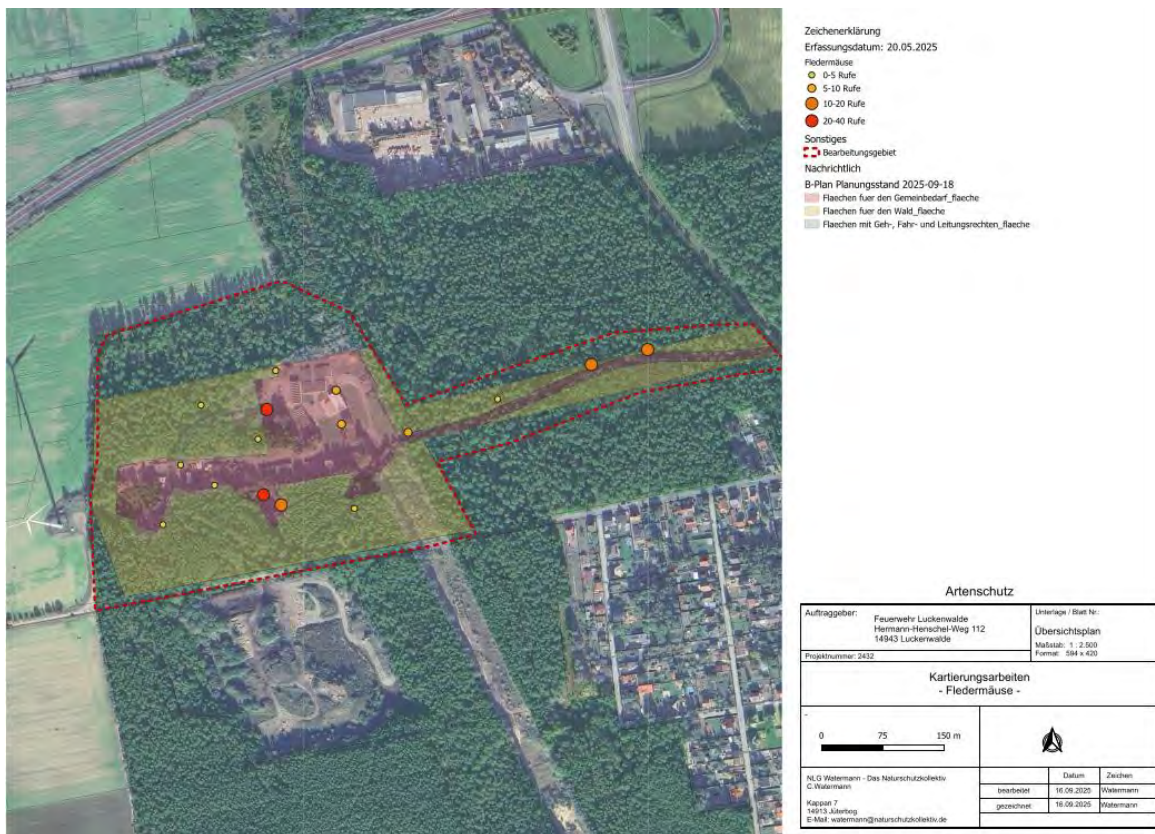 Zeichenerklärung
Erfassungsdatum: 20.05.2025
Fledermäuse
0-5 Rufe
5-10 Rufe
10-20 Rufe
20-40 Rufe
Sonstiges
Bearbeitungsgebiet
Nachrichtlich
B-Plan Planungsstand 2025-09-18
Flaechen fuer den Gemeinbedarf_flaeche
Flaechen fuer den Wald_flaeche
Flaechen mit Geh-, Fahr- und Leitungsrechten_flaeche
Artenschutz
Auftraggeber:
Feuerwehr Luckenwalde
Hermann-Henschel-Weg 112
14943 Luckenwalde
Projektnummer: 2432
Unterlage / Blatt Nr.:
Übersichtsplan
Maßstab: 1 : 2.500
Format: 594 x 420
Kartierungsarbeiten
- Fledermäuse -
-
0 75 150 m
NLG Watermann - Das Naturschutzkollektiv
C.Watermann
Kappan 7
14913 Jüterbog
E-Mail: watermann@naturschutzkollektiv.de
Datum Zeichen
bearbeitet 16.09.2025 Watermann
gezeichnet 16.09.2025 Watermann